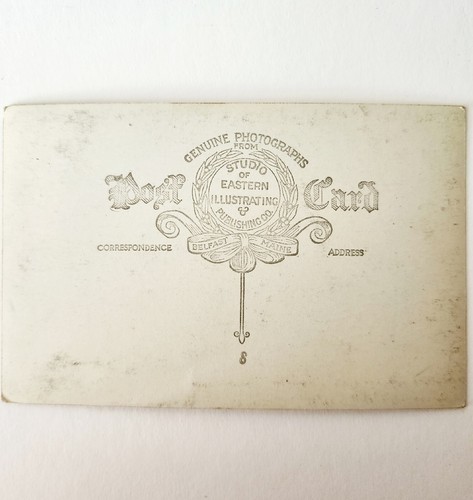 GENUINE PHOTOGRAPHS
FROM
STUDIO
OF
EASTERN
ILLUSTRATING
&
PUBLISHING CO.
Post Card
BELFAST MAINE
CORRESPONDENCE ADDRESS
8